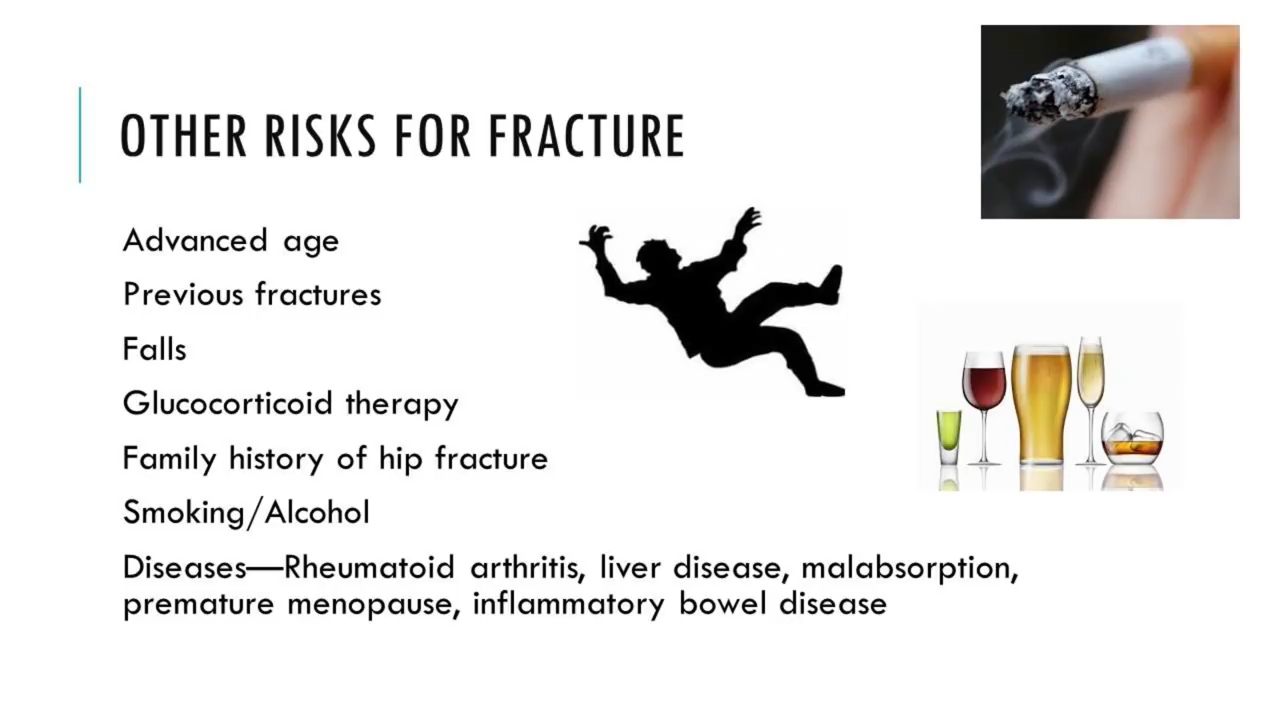 OTHER RISKS FOR FRACTURE
Advanced age
Previous fractures
Falls
Glucocorticoid therapy
Family history of hip fracture
Smoking/Alcohol
Diseases—Rheumatoid arthritis, liver disease, malabsorption,
premature menopause, inflammatory bowel disease